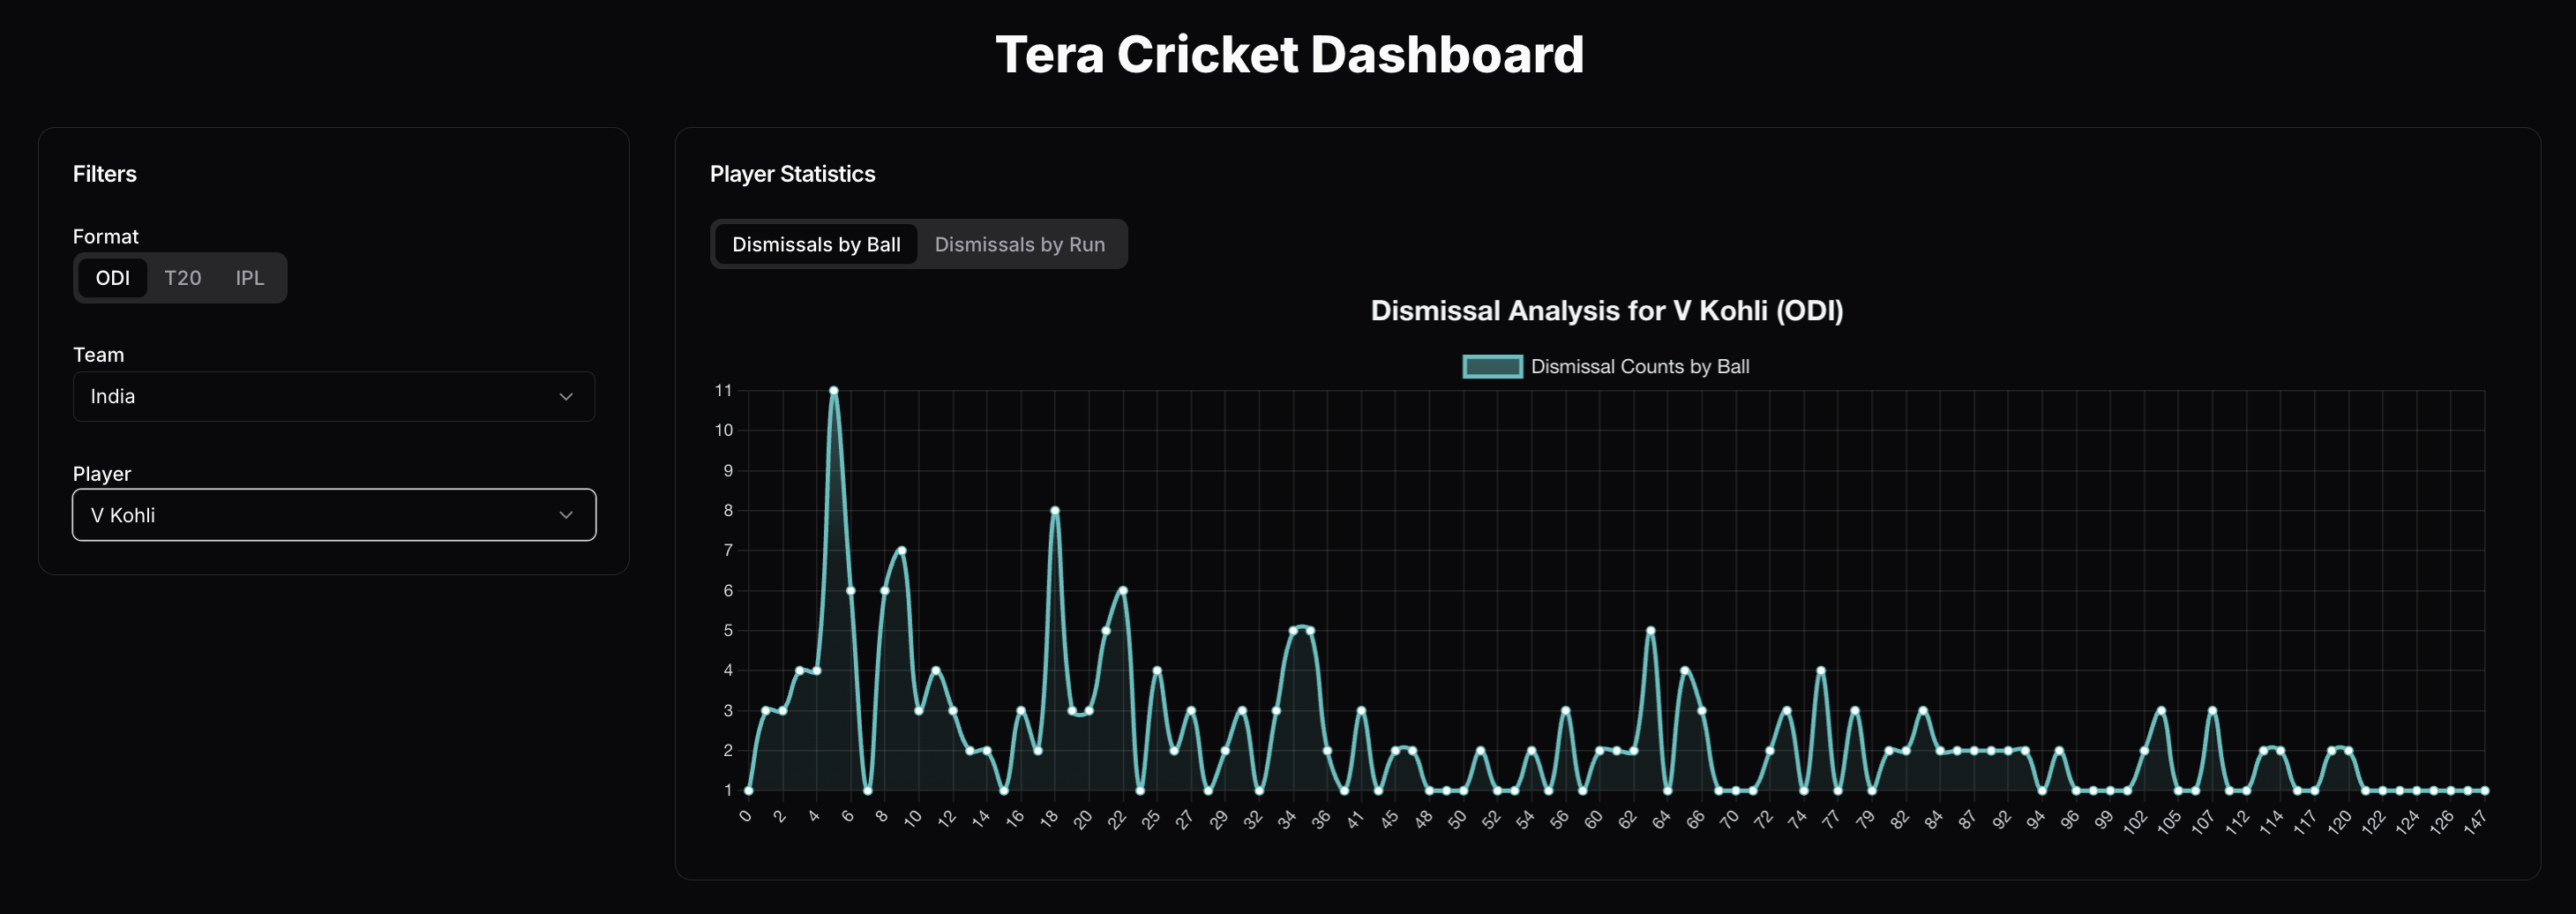 Tera Cricket Dashboard
Filters
Format
ODI T20 IPL
Team
India
Player
V Kohli
Player Statistics
Dismissals by Ball Dismissals by Run
Dismissal Analysis for V Kohli (ODI)
Dismissal Counts by Ball
11
10
9
8
7
6
5
4
3
2
1
0 2 4 6 8 10 12 14 16 18 20 22 25 27 29 32 34 36 41 45 48 50 52 54 56 60 62 64 66 70 72 74 77 79 82 84 87 92 94 96 99 102 105 107 112 114 117 120 122 124 126 147